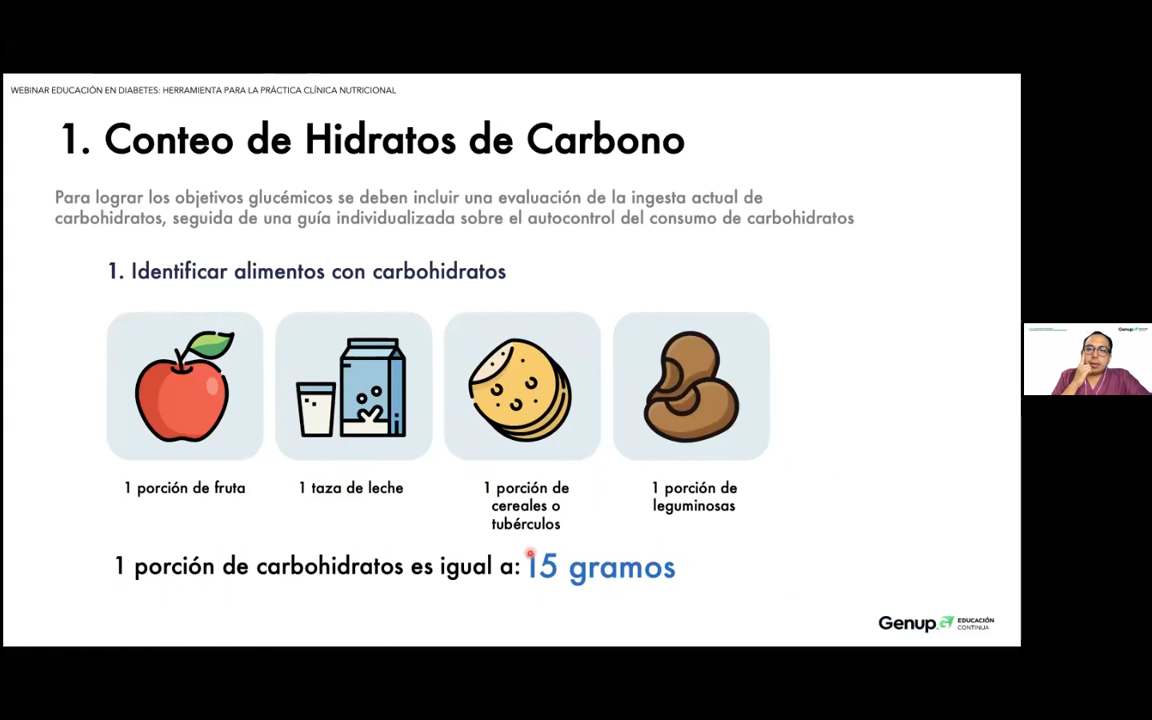 WEBINAR EDUCACIÓN EN DIABETES: HERRAMIENTA PARA LA PRÁCTICA CLÍNICA NUTRICIONAL
1. Conteo de Hidratos de Carbono
Para lograr los objetivos glucémicos se deben incluir una evaluación de la ingesta actual de
carbohidratos, seguida de una guía individualizada sobre el autocontrol del consumo de carbohidratos
1. Identificar alimentos con carbohidratos
1 porción de fruta
1 taza de leche
1 porción de
cereales o
tubérculos
1 porción de
leguminosas
1 porción de carbohidratos es igual a: 15 gramos
Genup
EDUCACIÓN
CONTINUA
Genup